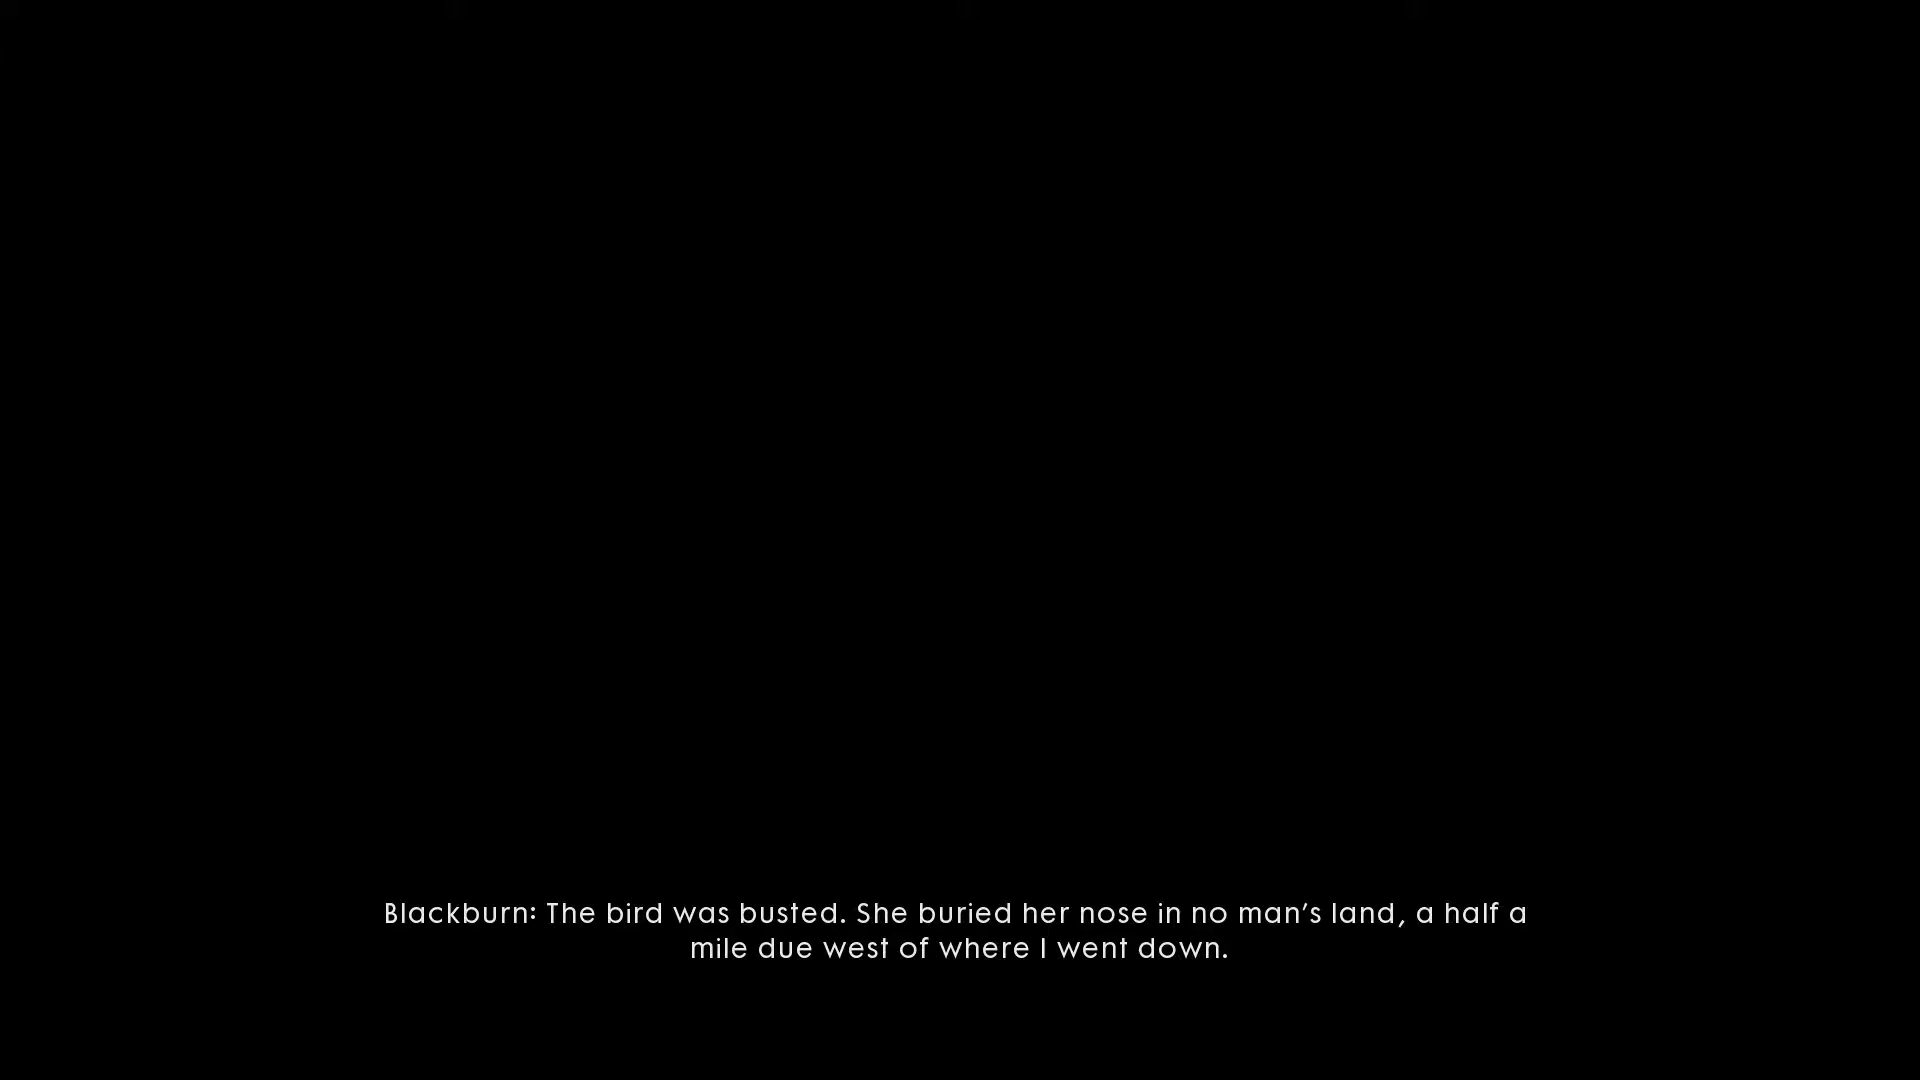 Blackburn: The bird was busted. She buried her nose in no man’s land, a half a
mile due west of where I went down.